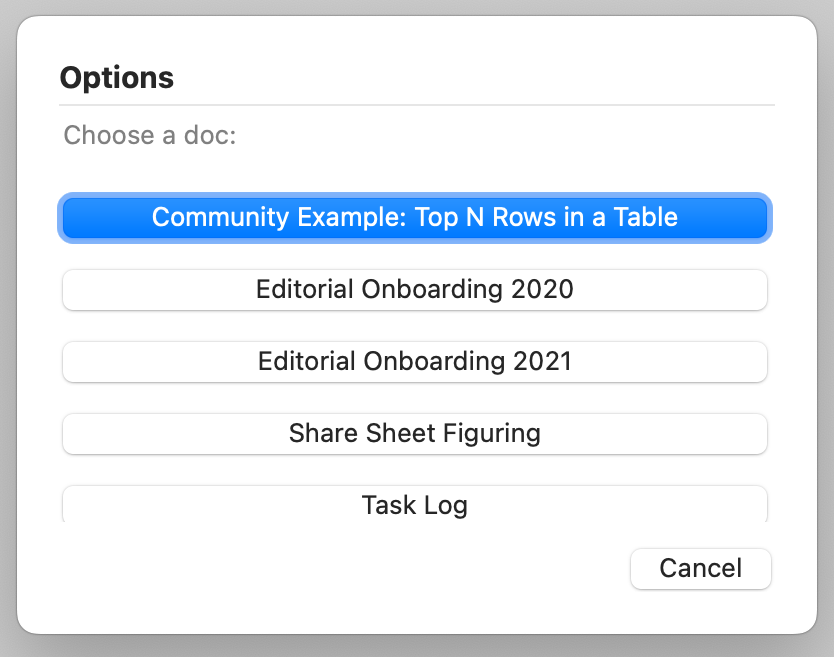 Options
Choose a doc:
Community Example: Top N Rows in a Table
Editorial Onboarding 2020
Editorial Onboarding 2021
Share Sheet Figuring
Task Log
Cancel